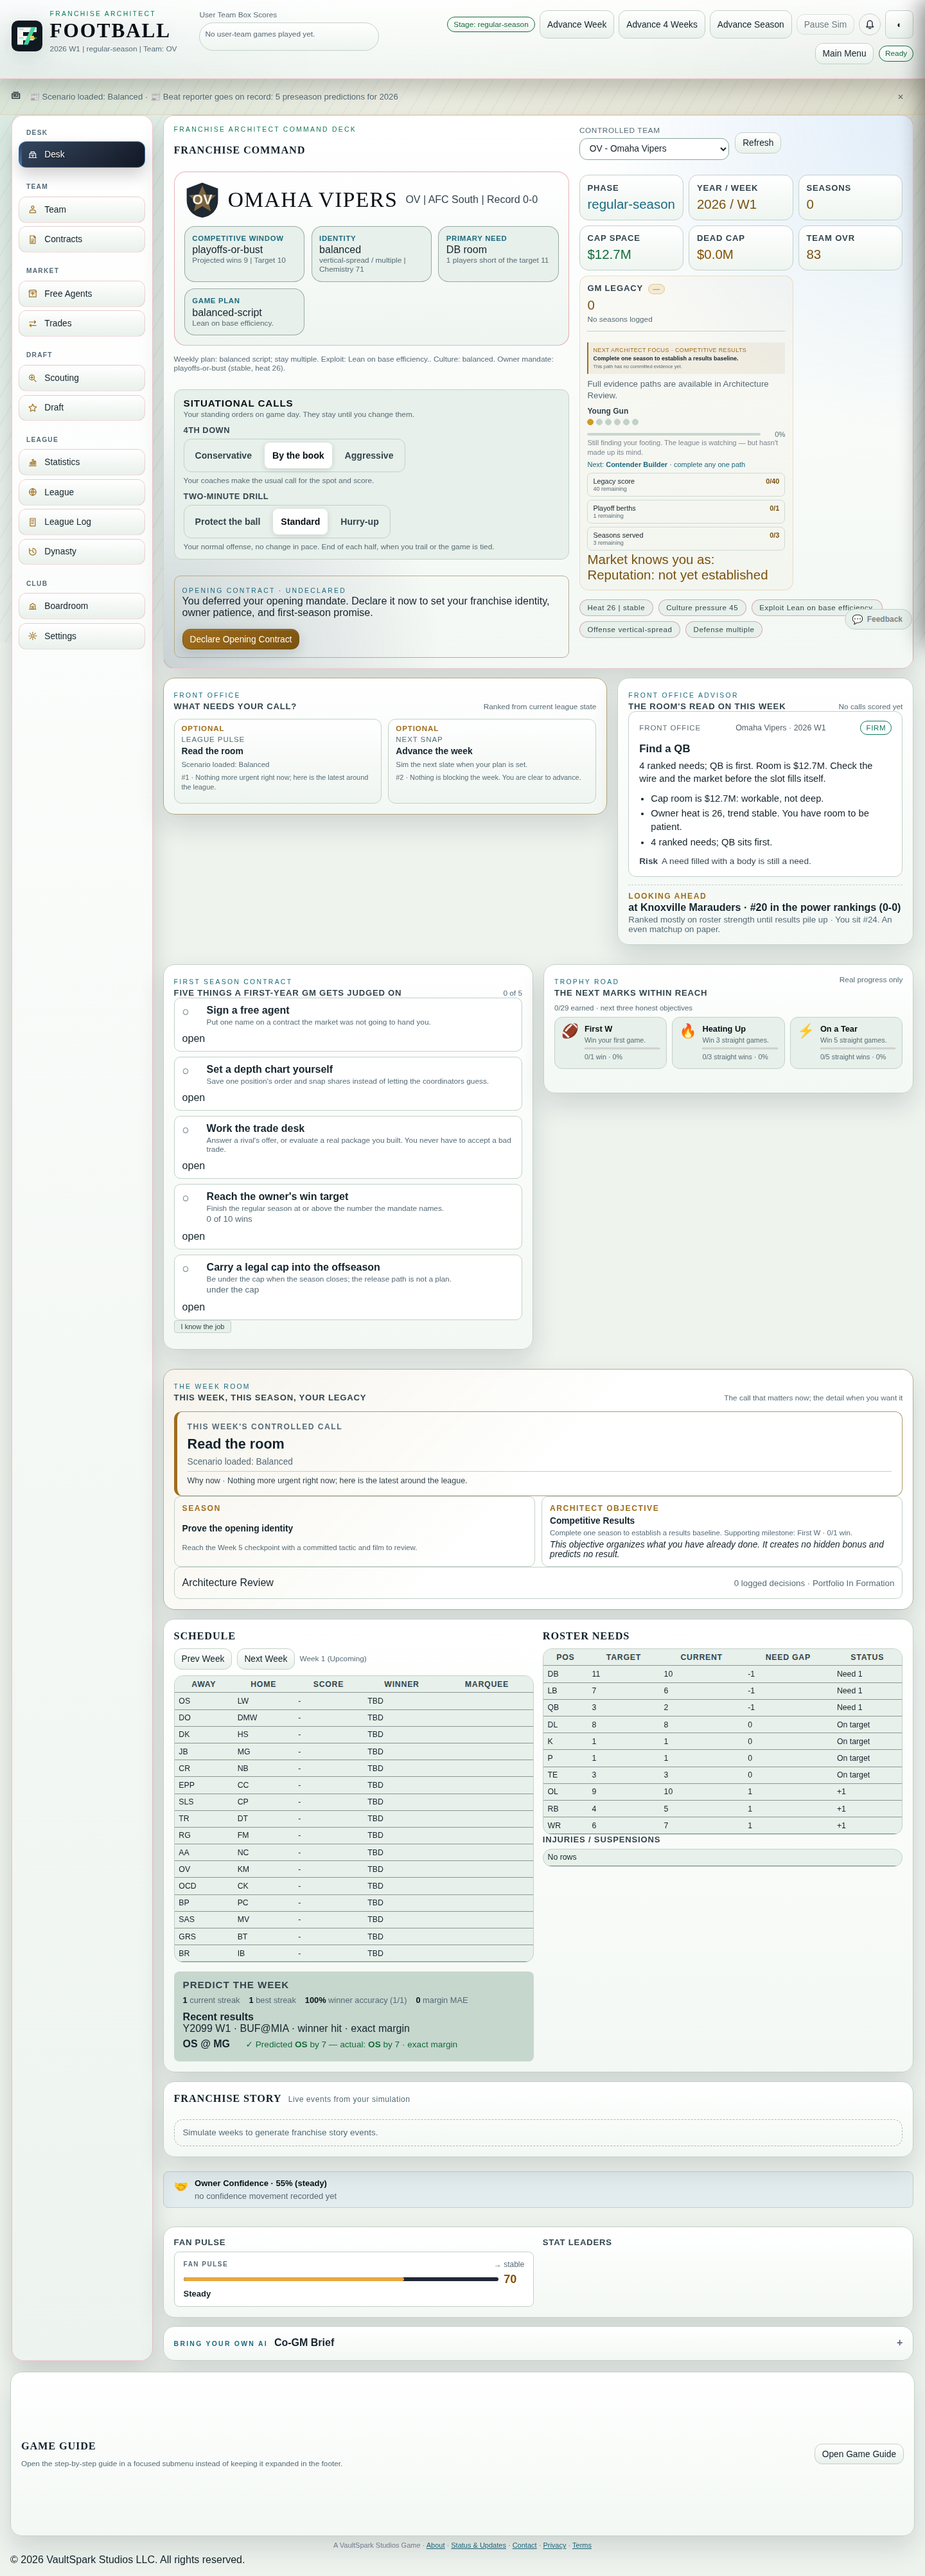 FRANCHISE ARCHITECT
FOOTBALL
2026 W1 | regular-season | Team: OV
User Team Box Scores
No user-team games played yet.
Stage: regular-season
Advance Week
Advance 4 Weeks
Advance Season
Pause Sim
Main Menu
Ready
📰 Scenario loaded: Balanced · 📰 Beat reporter goes on record: 5 preseason predictions for 2026
×
DESK
Desk
TEAM
Team
Contracts
MARKET
Free Agents
Trades
DRAFT
Scouting
Draft
LEAGUE
Statistics
League
League Log
Dynasty
CLUB
Boardroom
Settings
FRANCHISE ARCHITECT COMMAND DECK
FRANCHISE COMMAND
CONTROLLED TEAM
OV - Omaha Vipers
Refresh
OV
OMAHA VIPERS
OV | AFC South | Record 0-0
COMPETITIVE WINDOW
playoffs-or-bust
Projected wins 9 | Target 10
IDENTITY
balanced
vertical-spread / multiple |
Chemistry 71
PRIMARY NEED
DB room
1 players short of the target 11
GAME PLAN
balanced-script
Lean on base efficiency.
Weekly plan: balanced script; stay multiple. Exploit: Lean on base efficiency.. Culture: balanced. Owner mandate:
playoffs-or-bust (stable, heat 26).
SITUATIONAL CALLS
Your standing orders on game day. They stay until you change them.
4TH DOWN
Conservative
By the book
Aggressive
Your coaches make the usual call for the spot and score.
TWO-MINUTE DRILL
Protect the ball
Standard
Hurry-up
Your normal offense, no change in pace. End of each half, when you trail or the game is tied.
OPENING CONTRACT · UNDECLARED
You deferred your opening mandate. Declare it now to set your franchise identity,
owner patience, and first-season promise.
Declare Opening Contract
PHASE
regular-season
YEAR / WEEK
2026 / W1
SEASONS
0
CAP SPACE
$12.7M
DEAD CAP
$0.0M
TEAM OVR
83
GM LEGACY
—
0
No seasons logged
NEXT ARCHITECT FOCUS · COMPETITIVE RESULTS
Complete one season to establish a results baseline.
This path has no committed evidence yet.
Full evidence paths are available in Architecture
Review.
Young Gun
0%
Still finding your footing. The league is watching — but hasn't
made up its mind.
Next: Contender Builder · complete any one path
Legacy score
0/40
40 remaining
Playoff berths
0/1
1 remaining
Seasons served
0/3
3 remaining
Market knows you as:
Reputation: not yet established
Heat 26 | stable
Culture pressure 45
Exploit Lean on base efficiency.
Offense vertical-spread
Defense multiple
💬 Feedback
FRONT OFFICE
WHAT NEEDS YOUR CALL?
Ranked from current league state
OPTIONAL
LEAGUE PULSE
Read the room
Scenario loaded: Balanced
#1 · Nothing more urgent right now; here is the latest around
the league.
OPTIONAL
NEXT SNAP
Advance the week
Sim the next slate when your plan is set.
#2 · Nothing is blocking the week. You are clear to advance.
FRONT OFFICE ADVISOR
THE ROOM'S READ ON THIS WEEK
No calls scored yet
FRONT OFFICE
Omaha Vipers · 2026 W1
FIRM
Find a QB
4 ranked needs; QB is first. Room is $12.7M. Check the
wire and the market before the slot fills itself.
• Cap room is $12.7M: workable, not deep.
• Owner heat is 26, trend stable. You have room to be
patient.
• 4 ranked needs; QB sits first.
Risk A need filled with a body is still a need.
LOOKING AHEAD
at Knoxville Marauders · #20 in the power rankings (0-0)
Ranked mostly on roster strength until results pile up · You sit #24. An
even matchup on paper.
FIRST SEASON CONTRACT
FIVE THINGS A FIRST-YEAR GM GETS JUDGED ON
0 of 5
Sign a free agent
Put one name on a contract the market was not going to hand you.
open
Set a depth chart yourself
Save one position's order and snap shares instead of letting the coordinators guess.
open
Work the trade desk
Answer a rival's offer, or evaluate a real package you built. You never have to accept a bad
trade.
open
Reach the owner's win target
Finish the regular season at or above the number the mandate names.
0 of 10 wins
open
Carry a legal cap into the offseason
Be under the cap when the season closes; the release path is not a plan.
under the cap
open
I know the job
TROPHY ROAD
THE NEXT MARKS WITHIN REACH
Real progress only
0/29 earned · next three honest objectives
First W
Win your first game.
0/1 win · 0%
Heating Up
Win 3 straight games.
0/3 straight wins · 0%
On a Tear
Win 5 straight games.
0/5 straight wins · 0%
THE WEEK ROOM
THIS WEEK, THIS SEASON, YOUR LEGACY
The call that matters now; the detail when you want it
THIS WEEK'S CONTROLLED CALL
Read the room
Scenario loaded: Balanced
Why now · Nothing more urgent right now; here is the latest around the league.
SEASON
Prove the opening identity
Reach the Week 5 checkpoint with a committed tactic and film to review.
ARCHITECT OBJECTIVE
Competitive Results
Complete one season to establish a results baseline. Supporting milestone: First W · 0/1 win.
This objective organizes what you have already done. It creates no hidden bonus and
predicts no result.
Architecture Review
0 logged decisions · Portfolio In Formation
SCHEDULE
Prev Week
Next Week
Week 1 (Upcoming)
AWAY HOME SCORE WINNER MARQUEE
OS LW - TBD
DO DMW - TBD
DK HS - TBD
JB MG - TBD
CR NB - TBD
EPP CC - TBD
SLS CP - TBD
TR DT - TBD
RG FM - TBD
AA NC - TBD
OV KM - TBD
OCD CK - TBD
BP PC - TBD
SAS MV - TBD
GRS BT - TBD
BR IB - TBD
PREDICT THE WEEK
1 current streak 1 best streak 100% winner accuracy (1/1) 0 margin MAE
Recent results
Y2099 W1 · BUF@MIA · winner hit · exact margin
OS @ MG ✓ Predicted OS by 7 — actual: OS by 7 · exact margin
ROSTER NEEDS
POS TARGET CURRENT NEED GAP STATUS
DB 11 10 -1 Need 1
LB 7 6 -1 Need 1
QB 3 2 -1 Need 1
DL 8 8 0 On target
K 1 1 0 On target
P 1 1 0 On target
TE 3 3 0 On target
OL 9 10 1 +1
RB 4 5 1 +1
WR 6 7 1 +1
INJURIES / SUSPENSIONS
No rows
FRANCHISE STORY
Live events from your simulation
Simulate weeks to generate franchise story events.
Owner Confidence · 55% (steady)
no confidence movement recorded yet
FAN PULSE
FAN PULSE
→ stable
70
Steady
STAT LEADERS
BRING YOUR OWN AI Co-GM Brief
+
GAME GUIDE
Open the step-by-step guide in a focused submenu instead of keeping it expanded in the footer.
Open Game Guide
A VaultSpark Studios Game · About · Status & Updates · Contact · Privacy · Terms
© 2026 VaultSpark Studios LLC. All rights reserved.